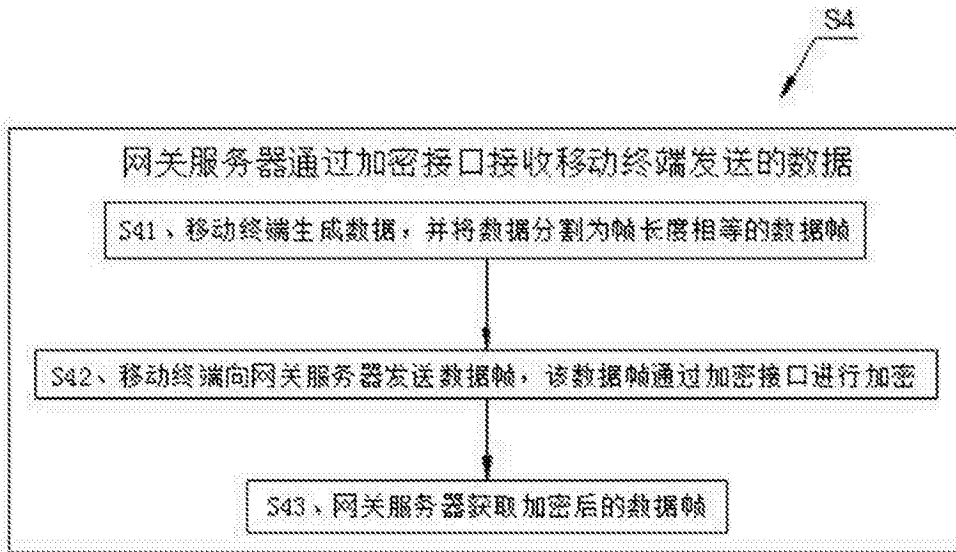 S4
网关服务器通过加密接口接收移动终端发送的数据
S41、移动终端生成数据，并将数据分割为帧长度相等的数据帧
S42、移动终端向网关服务器发送数据帧，该数据帧通过加密接口进行加密
S43、网关服务器获取加密后的数据帧